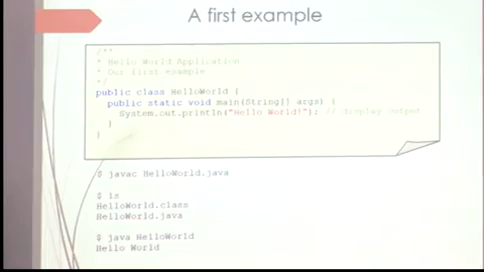 A first example
/**
* Hello World Application
* Our first example
*/
public class HelloWorld {
public static void main(String[] args) {
System.out.println("Hello World!"); // display output
}
}
$ javac HelloWorld.java
$ ls
HelloWorld.class
HelloWorld.java
$ java HelloWorld
Hello World